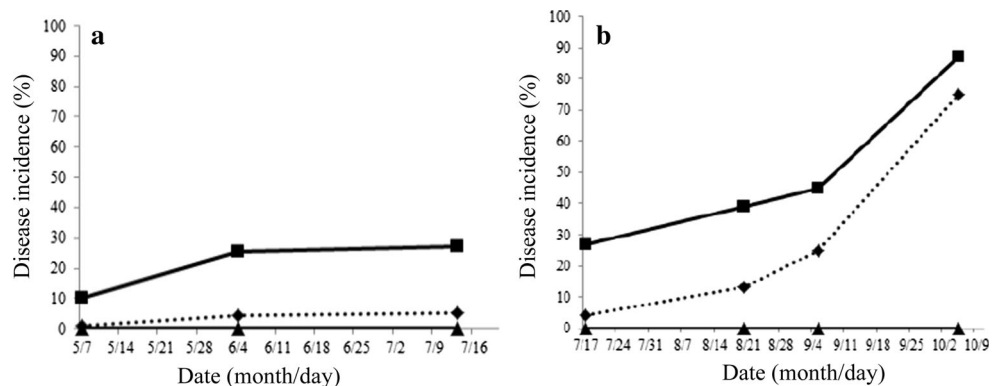 a
Disease incidence (%)
100
90
80
70
60
50
40
30
20
10
0
5/7 5/14 5/21 5/28 6/4 6/11 6/18 6/25 7/2 7/9 7/16
Date (month/day)
b
Disease incidence (%)
100
90
80
70
60
50
40
30
20
10
0
7/17 7/24 7/31 8/7 8/14 8/21 8/28 9/4 9/11 9/18 9/25 10/2 10/9
Date (month/day)